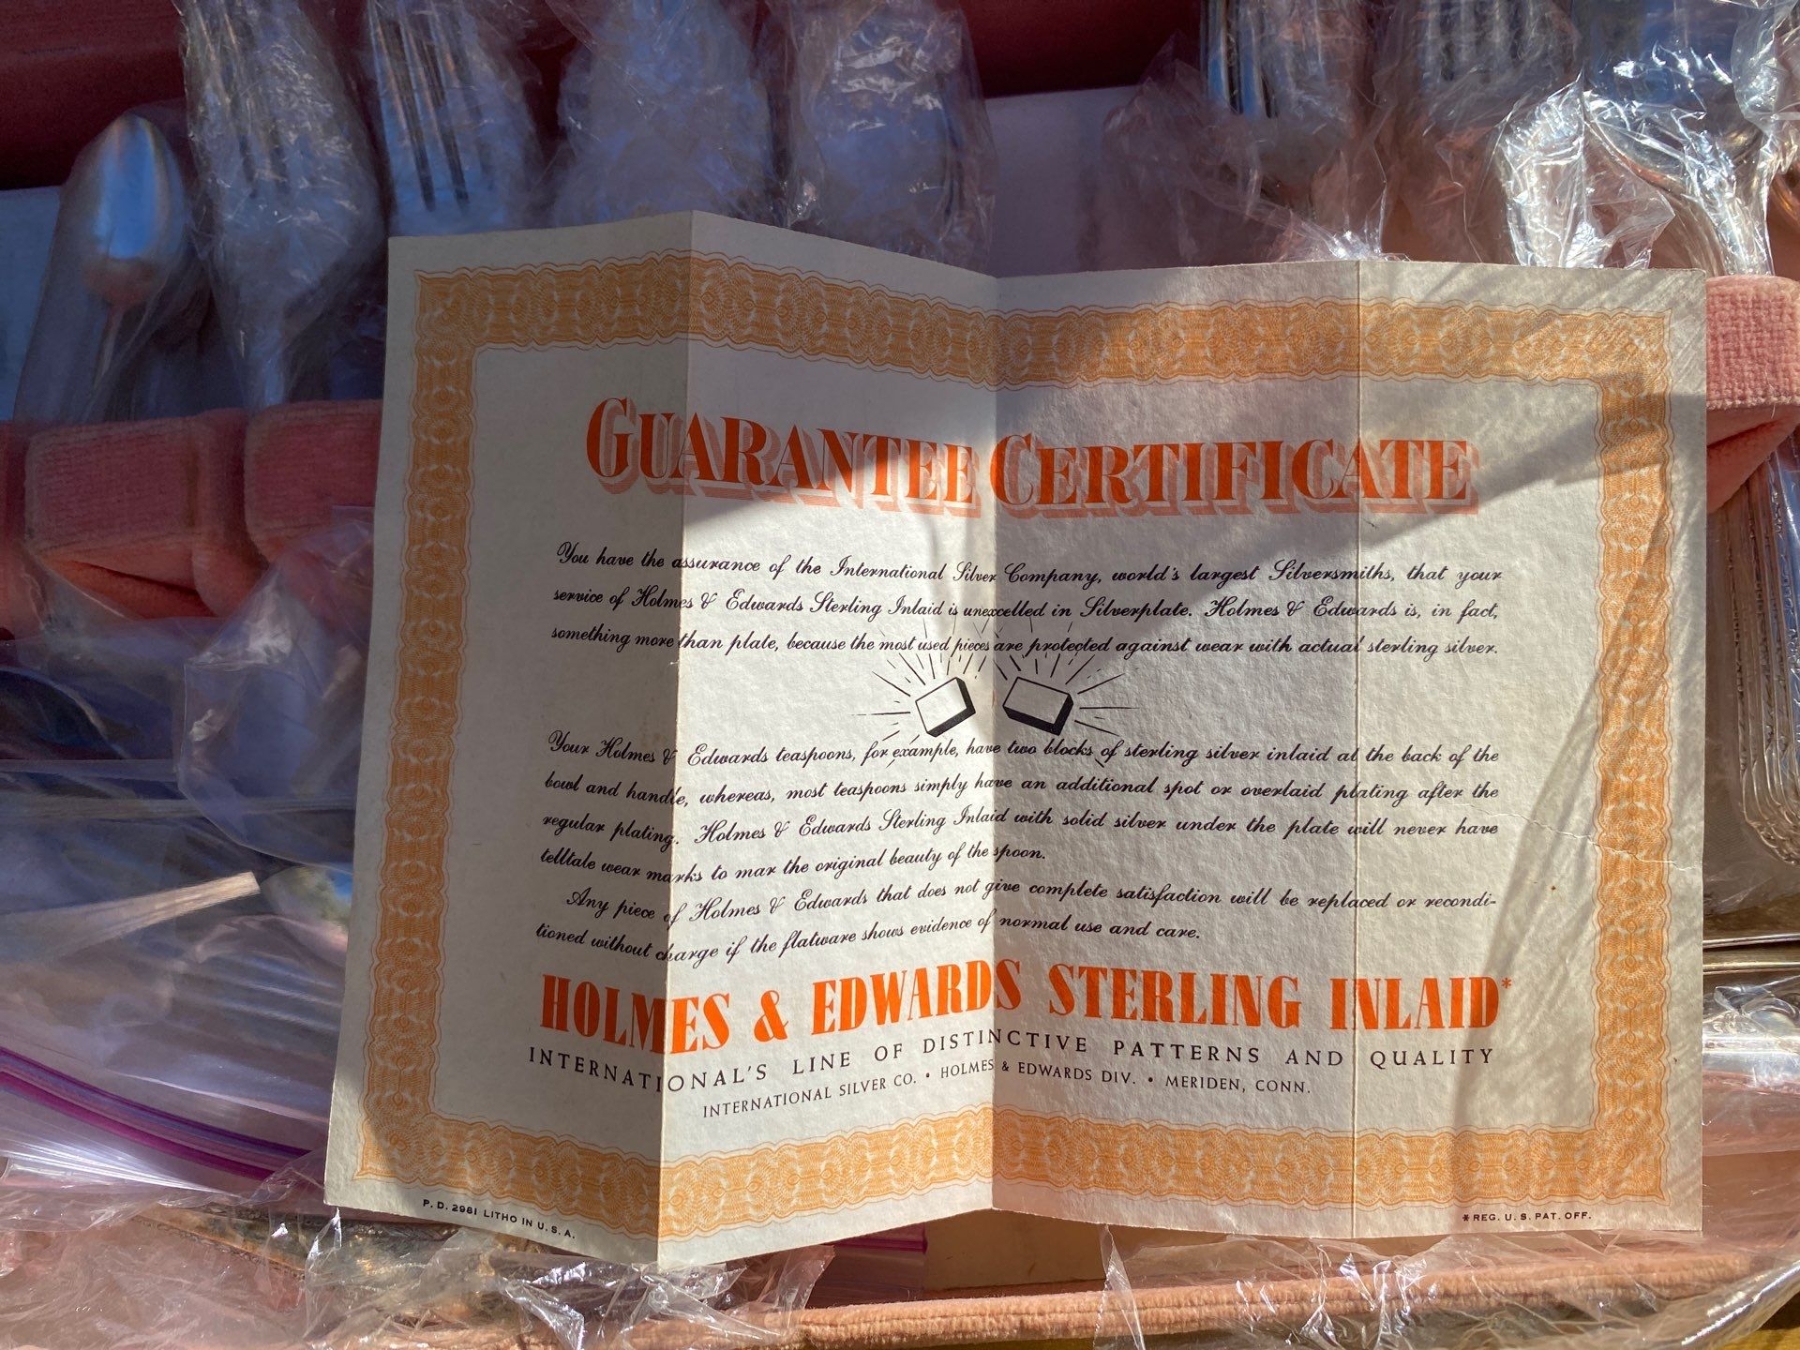 GUARANTEE CERTIFICATE
You have the assurance of the International Silver Company, world's largest Silversmiths, that your
service of Holmes & Edwards Sterling Inlaid is unexcelled in Silverplate. Holmes & Edwards is, in fact,
something more than plate, because the most used pieces are protected against wear with actual sterling silver.
Your Holmes & Edwards teaspoons, for example, have two blocks of sterling silver inlaid at the back of the
bowl and handle, whereas, most teaspoons simply have an additional spot or overlaid plating after the
regular plating. Holmes & Edwards Sterling Inlaid with solid silver under the plate will never have
telltale wear marks to mar the original beauty of the spoon.
Any piece of Holmes & Edwards that does not give complete satisfaction will be replaced or recondi-
tioned without charge if the flatware shows evidence of normal use and care.
HOLMES & EDWARDS STERLING INLAID*
INTERNATIONAL'S LINE OF DISTINCTIVE PATTERNS AND QUALITY
INTERNATIONAL SILVER CO. • HOLMES & EDWARDS DIV. • MERIDEN, CONN.
P. D. 2961 LITHO IN U. S. A.
*REG. U. S. PAT. OFF.